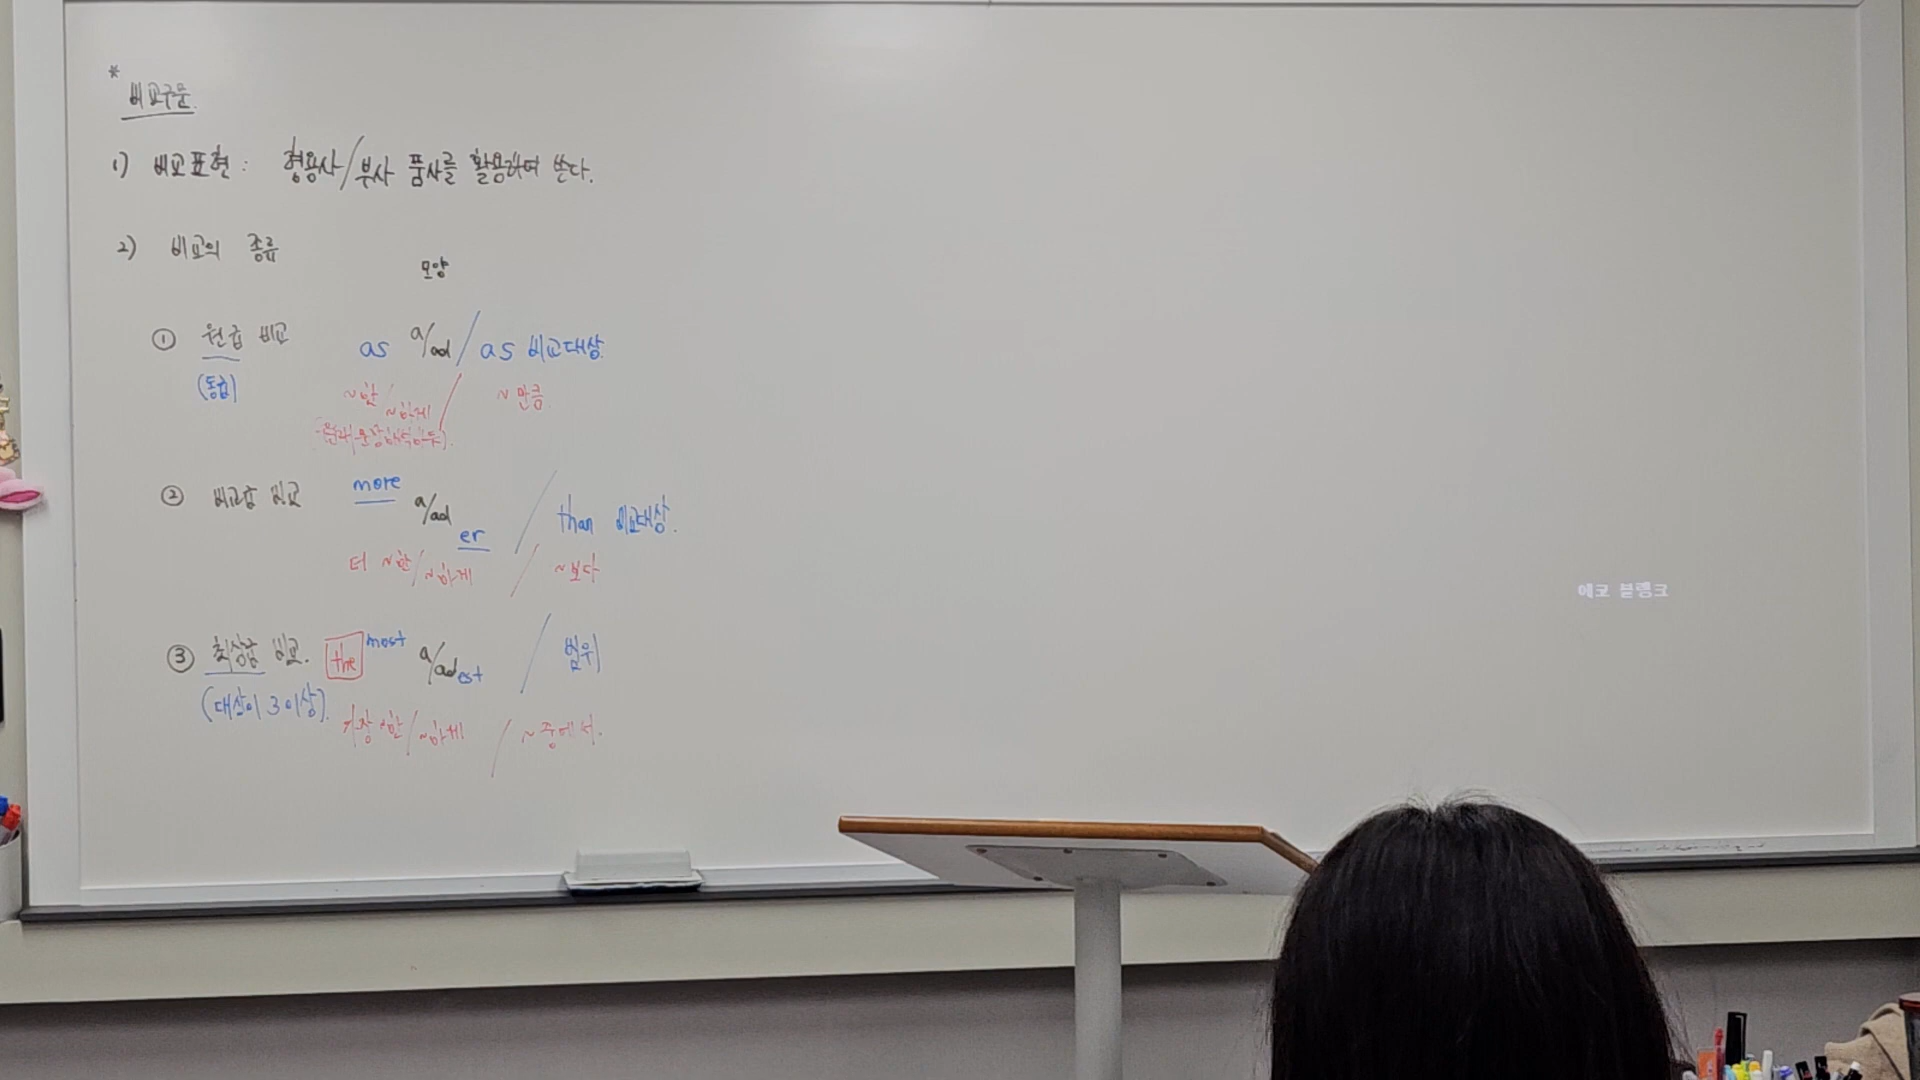 * 비교구문.
1) 비교표현 : 형용사/부사 품사를 활용하여 쓴다.
2) 비교의 종류
모양
① 원급 비교 as a/ad / as 비교대상.
(동급) ~한/~하게 / ~만큼.
② 비교급 비교 more a/ad er / than 비교대상.
더 ~한/~하게 / ~보다
③ 최상급 비교. the most a/ad est / 범위
(대상이 3이상). 가장 ~한/~하게 / ~중에서.
에코 블랭크